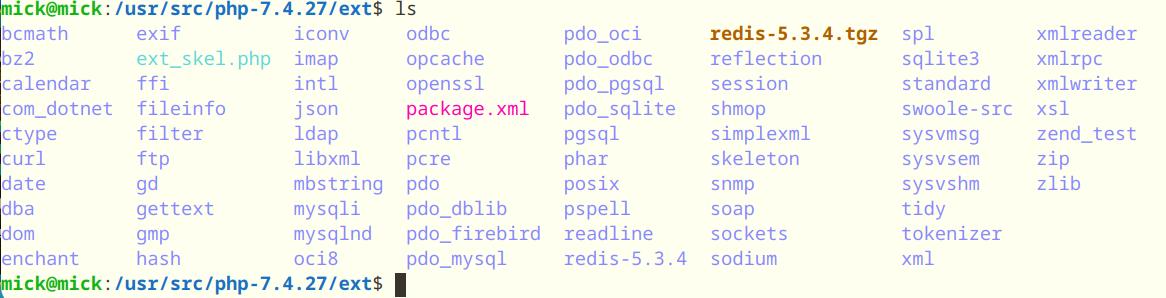 mick@mick:/usr/src/php-7.4.27/ext$ ls
bcmath exif iconv odbc pdo_oci redis-5.3.4.tgz spl xmlreader
bz2 ext_skel.php imap opcache pdo_odbc reflection sqlite3 xmlrpc
calendar ffi intl openssl pdo_pgsql session standard xmlwriter
com_dotnet fileinfo json package.xml pdo_sqlite shmop swoole-src xsl
ctype filter ldap pcntl pgsql simplexml sysvmsg zend_test
curl ftp libxml pcre phar skeleton sysvsem zip
date gd mbstring pdo posix snmp sysvshm zlib
dba gettext mysqli pdo_dblib pspell soap tidy
dom gmp mysqlnd pdo_firebird readline sockets tokenizer
enchant hash oci8 pdo_mysql redis-5.3.4 sodium xml
mick@mick:/usr/src/php-7.4.27/ext$